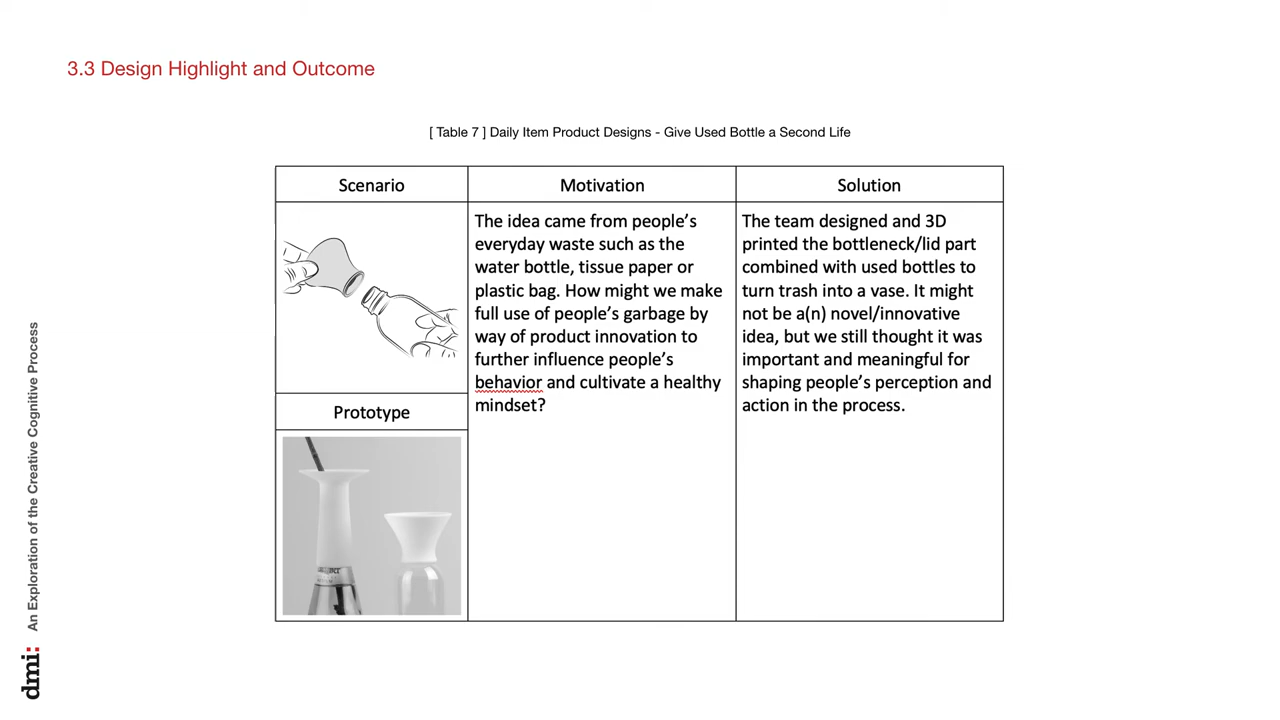 3.3 Design Highlight and Outcome
[ Table 7 ] Daily Item Product Designs - Give Used Bottle a Second Life
Scenario
Motivation
Solution
The idea came from people’s
everyday waste such as the
water bottle, tissue paper or
plastic bag. How might we make
full use of people’s garbage by
way of product innovation to
further influence people’s
behavior and cultivate a healthy
mindset?
The team designed and 3D
printed the bottleneck/lid part
combined with used bottles to
turn trash into a vase. It might
not be a(n) novel/innovative
idea, but we still thought it was
important and meaningful for
shaping people’s perception and
action in the process.
Prototype
An Exploration of the Creative Cognitive Process
dmi: